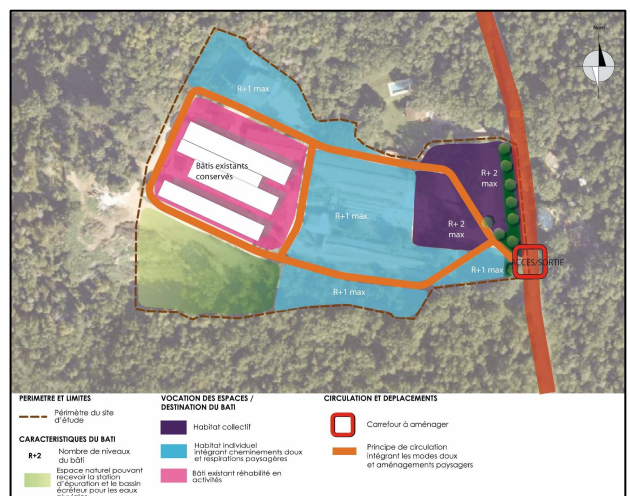 Nord
R+1 max
Bâtis existants
conservés
R+ 2
max
R+1 max
R+ 2
max
ACCES/SORTIE
R+1 max
R+1 max
PERIMETRE ET LIMITES
Périmètre du site
d'étude
CARACTERISTIQUES DU BATI
R+2 Nombre de niveaux
du bâti
Espace naturel pouvant
recevoir la station
d'épuration et le bassin
écrêteur pour les eaux
VOCATION DES ESPACES /
DESTINATION DU BATI
Habitat collectif
Habitat individuel
intégrant cheminements doux
et respirations paysagères
Bâti existant réhabilité en
activités
CIRCULATION ET DEPLACEMENTS
Carrefour à aménager
Principe de circulation
intégrant les modes doux
et aménagements paysagers